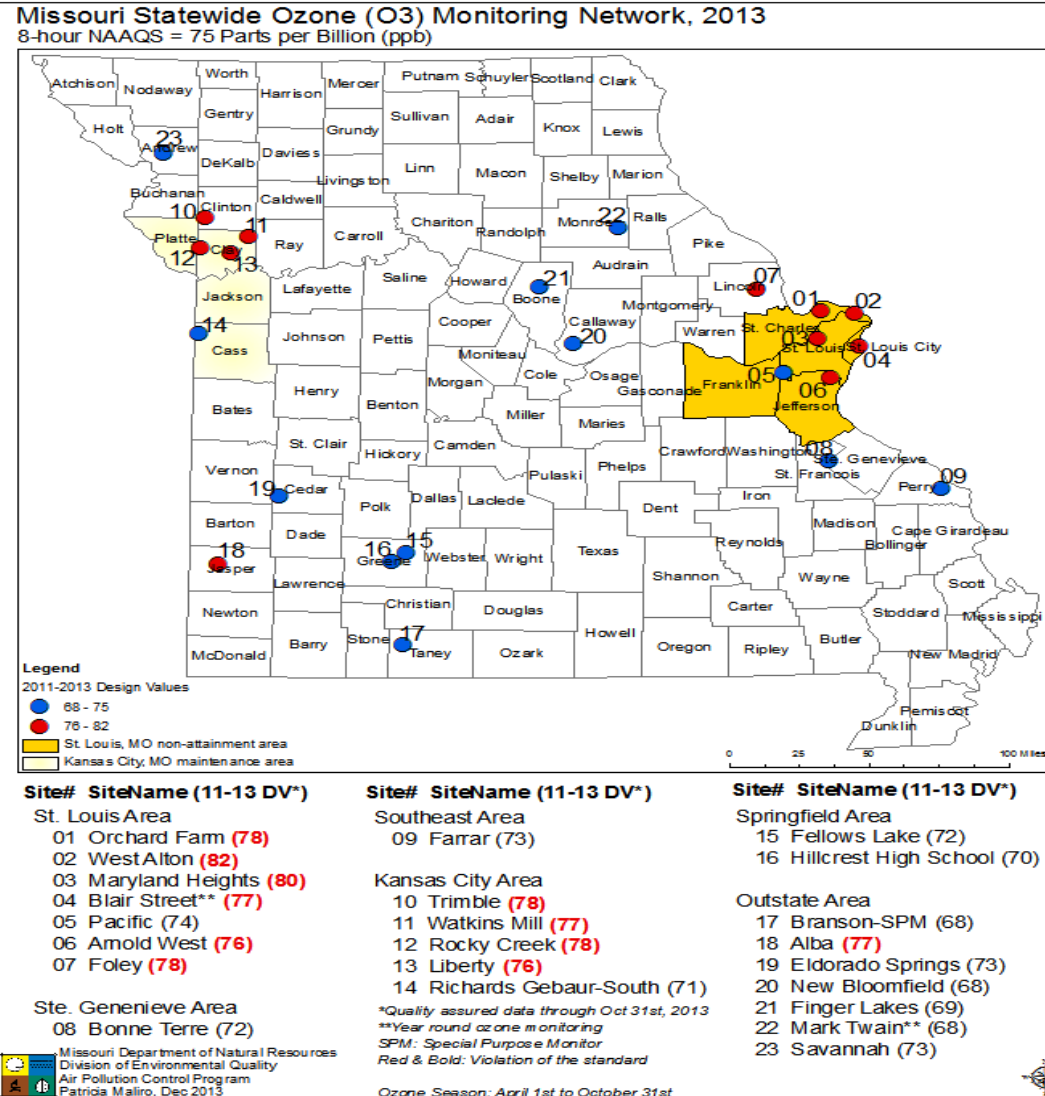 Missouri Statewide Ozone (O3) Monitoring Network, 2013
8-hour NAAQS = 75 Parts per Billion (ppb)
Atchison Nodaway Worth Harrison Mercer Putnam Schuyler Scotland Clark
Holt Gentry Grundy Sullivan Adair Knox Lewis
23
Andrew DeKalb Daviess Livingston Linn Macon Shelby Marion
Buchanan Clinton Caldwell Chariton Randolph Monroe Ralls
10 11 22
Platte Clay Ray Carroll Pike
12 13
Saline Howard Boone Audrain Lincoln
21 07 01 02
Jackson Lafayette Cooper Callaway Montgomery Warren St. Charles
14 20 03 04
Cass Johnson Pettis Moniteau St. Louis St. Louis City
05 06
Henry Morgan Cole Osage Gasconade Franklin Jefferson
Bates Benton Miller Maries
St. Clair Hickory Camden Crawford Washington
08
Ste. Genevieve
Vernon Pulaski Phelps St. Francois
19 09
Cedar Polk Dallas Laclede Dent Iron Perry
Barton Dade Madison Cape Girardeau
18 16 15
Jasper Greene Webster Wright Texas Reynolds Bollinger
Lawrence Shannon Wayne Scott
Newton Christian Douglas Carter Stoddard Mississippi
17
McDonald Barry Stone Taney Ozark Howell Oregon Ripley Butler New Madrid
Pemiscot
Dunklin
Legend
2011-2013 Design Values
68 - 75
76 - 82
St. Louis, MO non-attainment area
Kansas City, MO maintenance area
0 25 50 100 Miles
Site# SiteName (11-13 DV*)
St. Louis Area
01 Orchard Farm (78)
02 West Alton (82)
03 Maryland Heights (80)
04 Blair Street** (77)
05 Pacific (74)
06 Arnold West (76)
07 Foley (78)
Ste. Genenieve Area
08 Bonne Terre (72)
Site# SiteName (11-13 DV*)
Southeast Area
09 Farrar (73)
Kansas City Area
10 Trimble (78)
11 Watkins Mill (77)
12 Rocky Creek (78)
13 Liberty (76)
14 Richards Gebaur-South (71)
*Quality assured data through Oct 31st, 2013
**Year round ozone monitoring
SPM: Special Purpose Monitor
Red & Bold: Violation of the standard
Ozone Season: April 1st to October 31st
Site# SiteName (11-13 DV*)
Springfield Area
15 Fellows Lake (72)
16 Hillcrest High School (70)
Outstate Area
17 Branson-SPM (68)
18 Alba (77)
19 Eldorado Springs (73)
20 New Bloomfield (68)
21 Finger Lakes (69)
22 Mark Twain** (68)
23 Savannah (73)
Missouri Department of Natural Resources
Division of Environmental Quality
Air Pollution Control Program
Patricia Maliro, Dec 2013